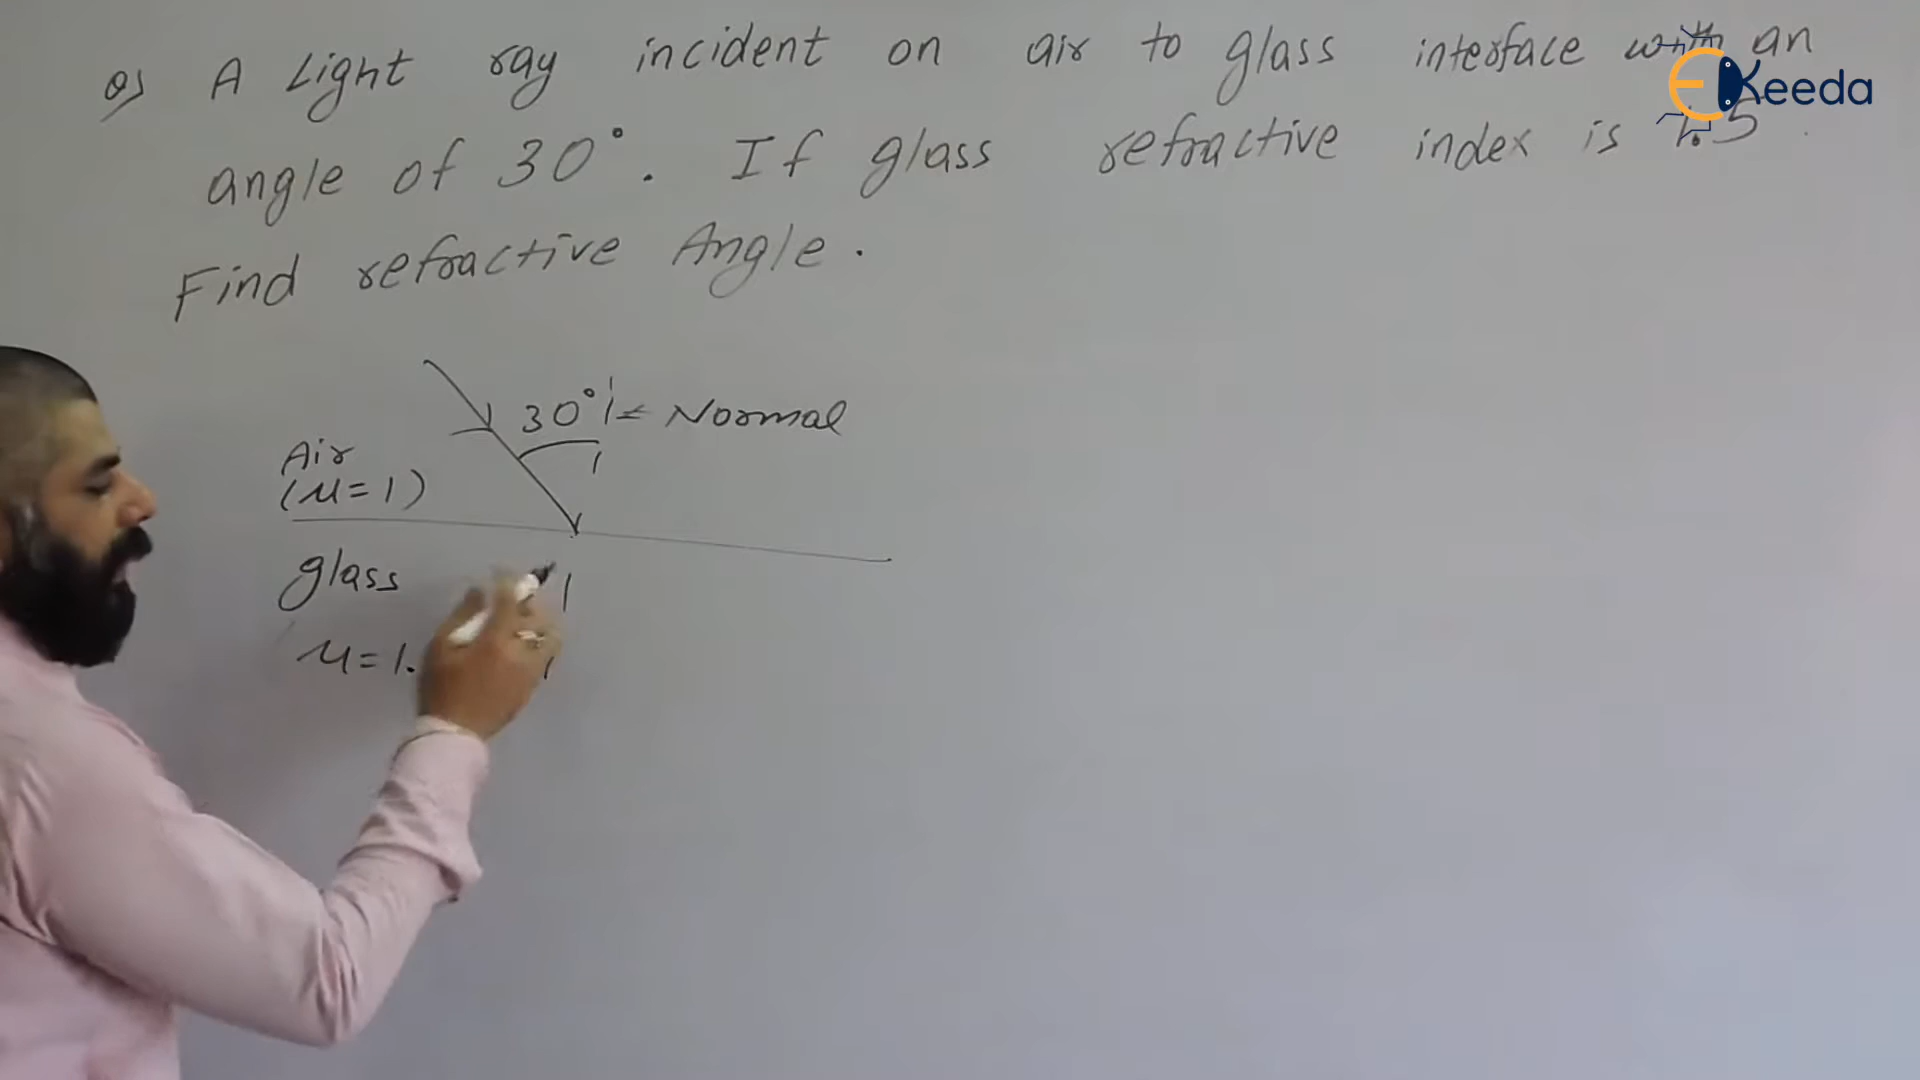 Q) A Light ray incident on air to glass interface with an
angle of 30°. If glass refractive index is 1.5
Find refractive Angle.
EKeeda
30° Normal
Air
(μ=1)
glass
μ=1.